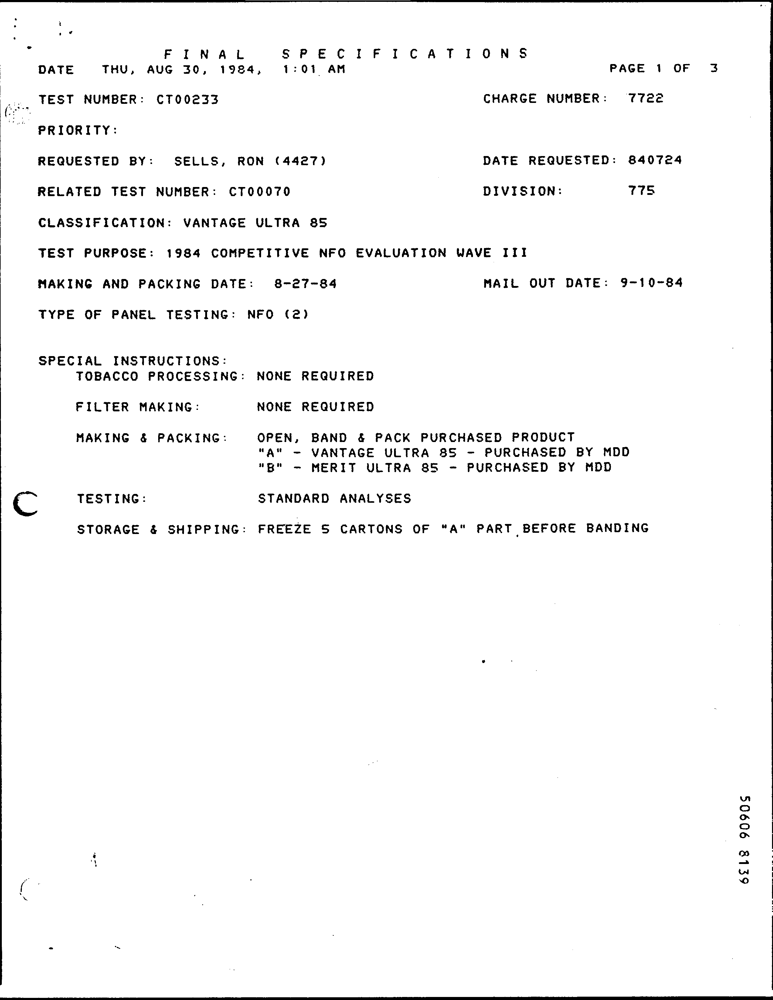 F I N A L   S P E C I F I C A T I O N S
DATE THU, AUG 30, 1984, 1:01 AM PAGE 1 OF 3
TEST NUMBER: CT00233 CHARGE NUMBER: 7722
PRIORITY:
REQUESTED BY: SELLS, RON (4427) DATE REQUESTED: 840724
RELATED TEST NUMBER: CT00070 DIVISION: 775
CLASSIFICATION: VANTAGE ULTRA 85
TEST PURPOSE: 1984 COMPETITIVE NFO EVALUATION WAVE III
MAKING AND PACKING DATE: 8-27-84 MAIL OUT DATE: 9-10-84
TYPE OF PANEL TESTING: NFO (2)
SPECIAL INSTRUCTIONS:
TOBACCO PROCESSING: NONE REQUIRED
FILTER MAKING: NONE REQUIRED
MAKING & PACKING: OPEN, BAND & PACK PURCHASED PRODUCT
"A" - VANTAGE ULTRA 85 - PURCHASED BY MDD
"B" - MERIT ULTRA 85 - PURCHASED BY MDD
TESTING: STANDARD ANALYSES
STORAGE & SHIPPING: FREEZE 5 CARTONS OF "A" PART BEFORE BANDING
50606 8139